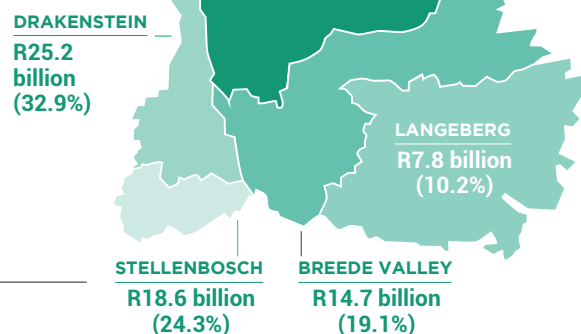 DRAKENSTEIN
R25.2
billion
(32.9%)
LANGEBERG
R7.8 billion
(10.2%)
STELLENBOSCH
R18.6 billion
(24.3%)
BREEDE VALLEY
R14.7 billion
(19.1%)